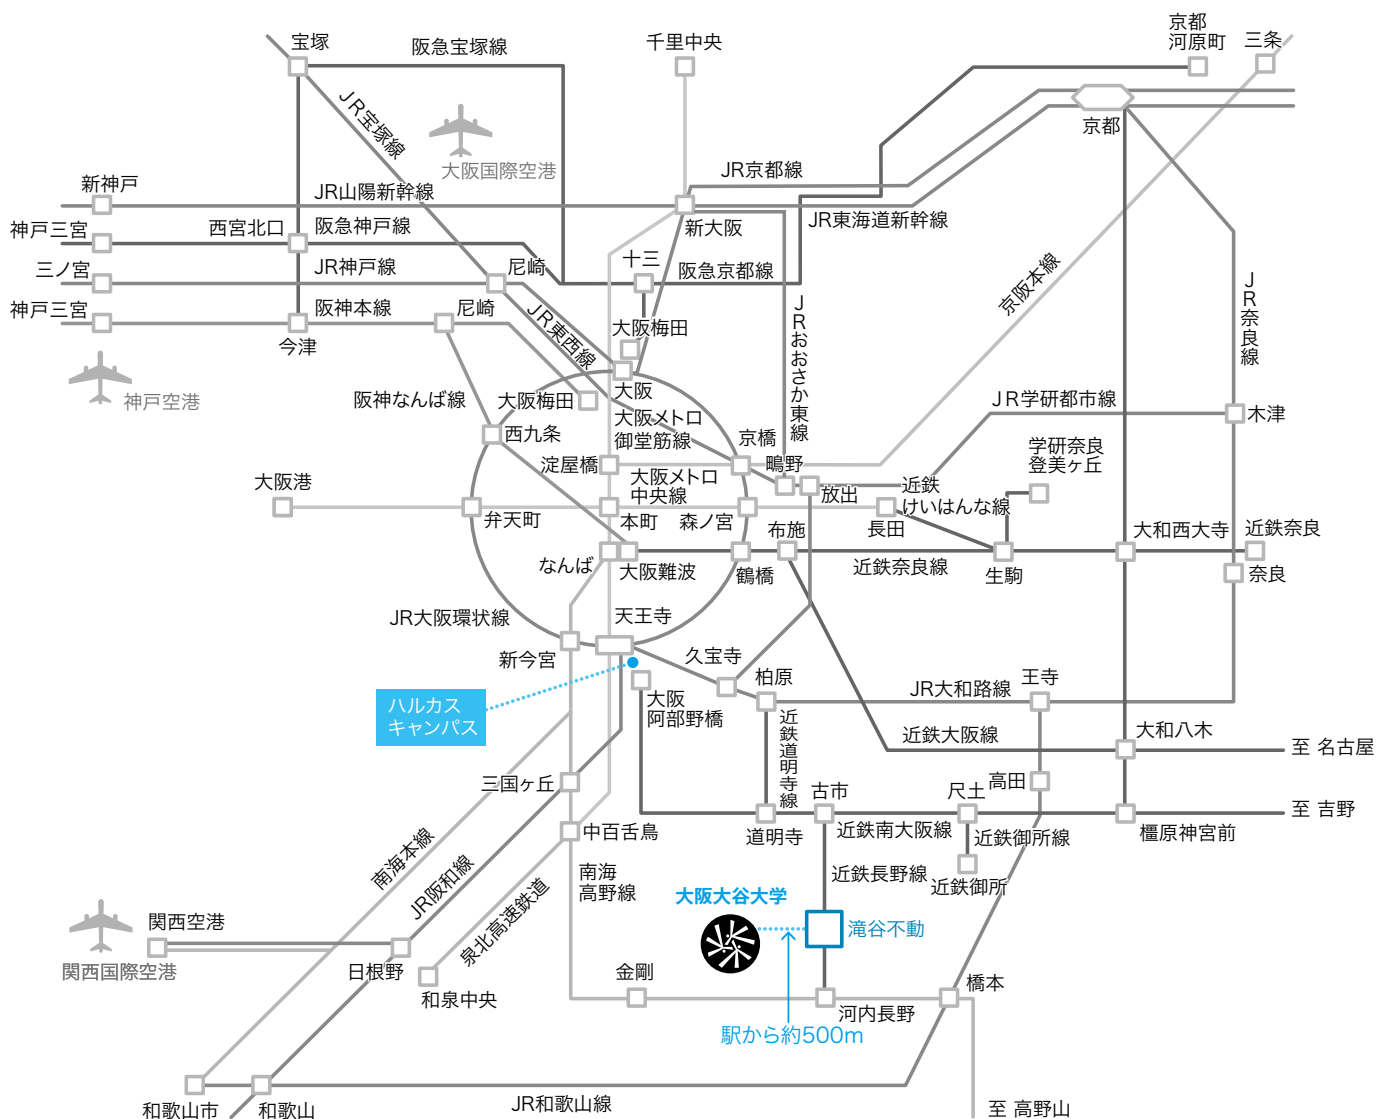 宝塚
阪急宝塚線
千里中央
京都
河原町
三条
JR宝塚線
大阪国際空港
京都
新神戸
JR山陽新幹線
JR京都線
JR東海道新幹線
新大阪
神戸三宮
西宮北口
阪急神戸線
十三
阪急京都線
京阪本線
JR奈良線
三ノ宮
JR神戸線
尼崎
JRおおさか東線
神戸三宮
阪神本線
尼崎
JR東西線
大阪梅田
今津
神戸空港
阪神なんば線
大阪梅田
大阪
大阪メトロ
御堂筋線
JR学研都市線
木津
西九条
京橋
学研奈良
登美ヶ丘
淀屋橋
鴫野
大阪港
大阪メトロ
中央線
放出
近鉄
けいはんな線
弁天町
本町
森ノ宮
布施
長田
大和西大寺
近鉄奈良
なんば
大阪難波
鶴橋
近鉄奈良線
生駒
奈良
JR大阪環状線
天王寺
新今宮
久宝寺
柏原
JR大和路線
王寺
ハルカス
キャンパス
大阪
阿部野橋
近鉄道明寺線
近鉄大阪線
大和八木
至 名古屋
三国ヶ丘
古市
尺土
高田
至 吉野
中百舌鳥
道明寺
近鉄南大阪線
近鉄御所線
橿原神宮前
南海本線
JR阪和線
南海
高野線
近鉄長野線
近鉄御所
泉北高速鉄道
大阪大谷大学
関西空港
滝谷不動
関西国際空港
日根野
和泉中央
金剛
河内長野
橋本
駅から約500m
和歌山市
和歌山
JR和歌山線
至 高野山